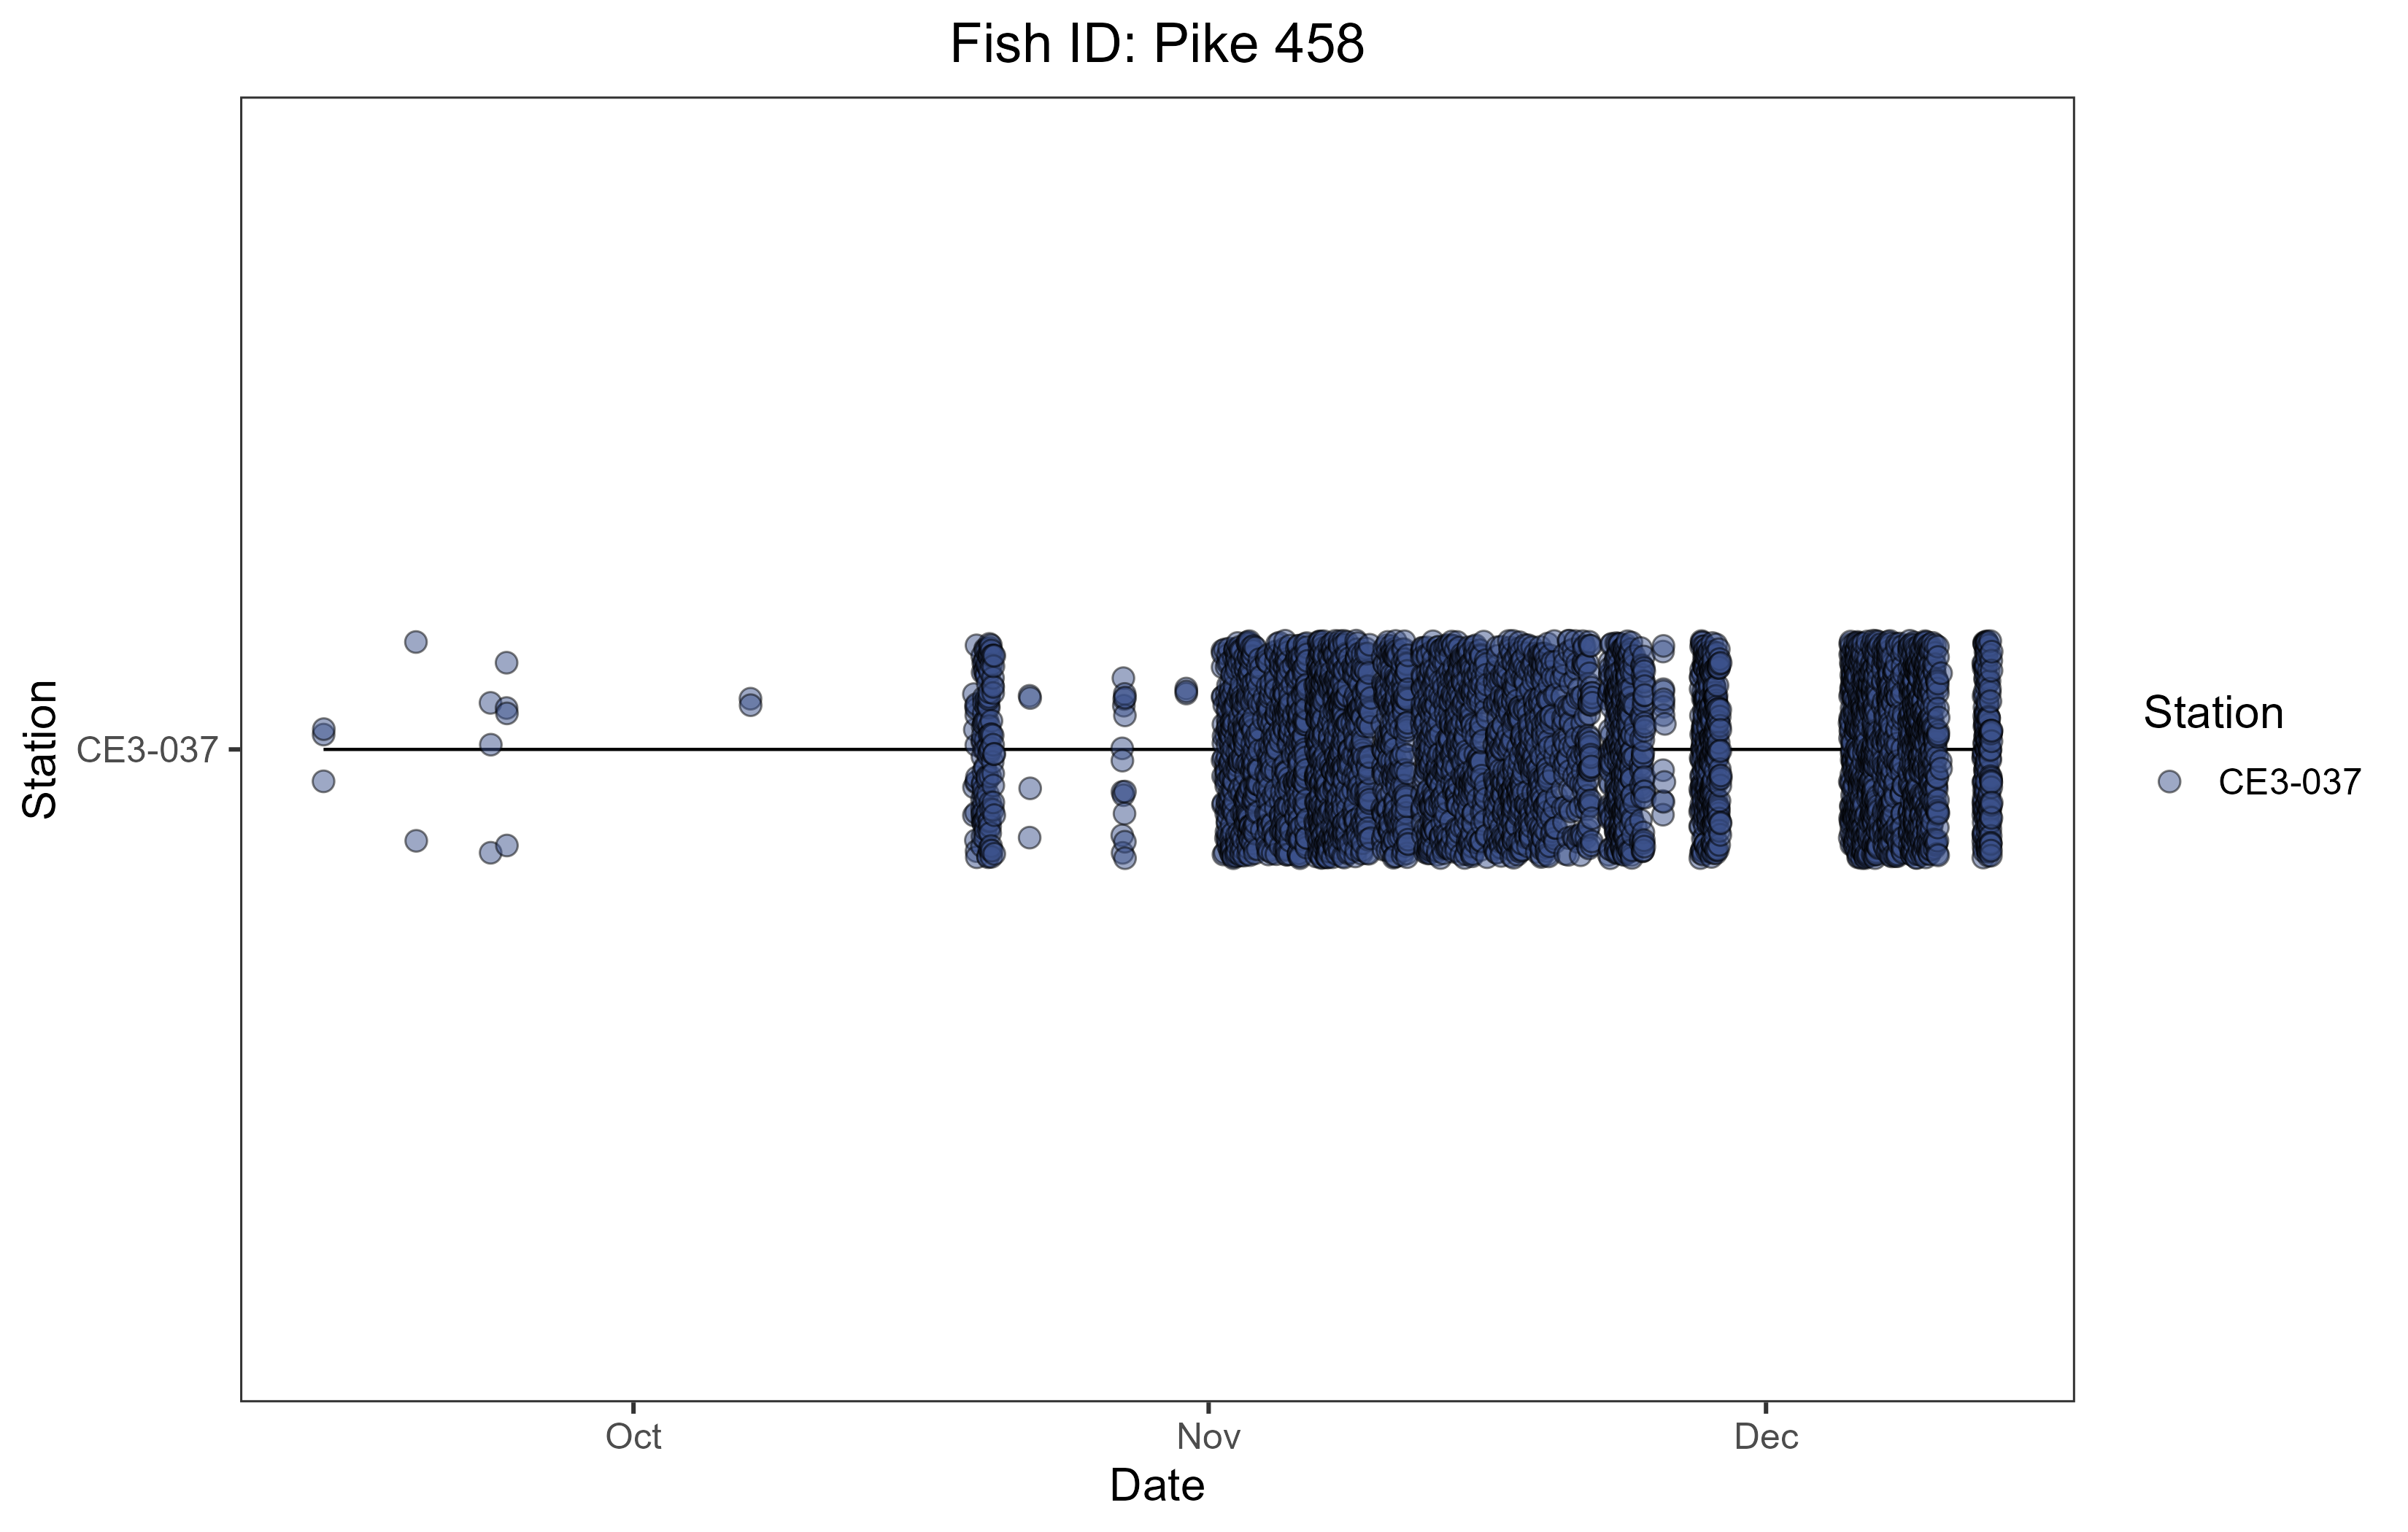 Fish ID: Pike 458
Station
CE3-037
Station
CE3-037
Oct
Nov
Dec
Date